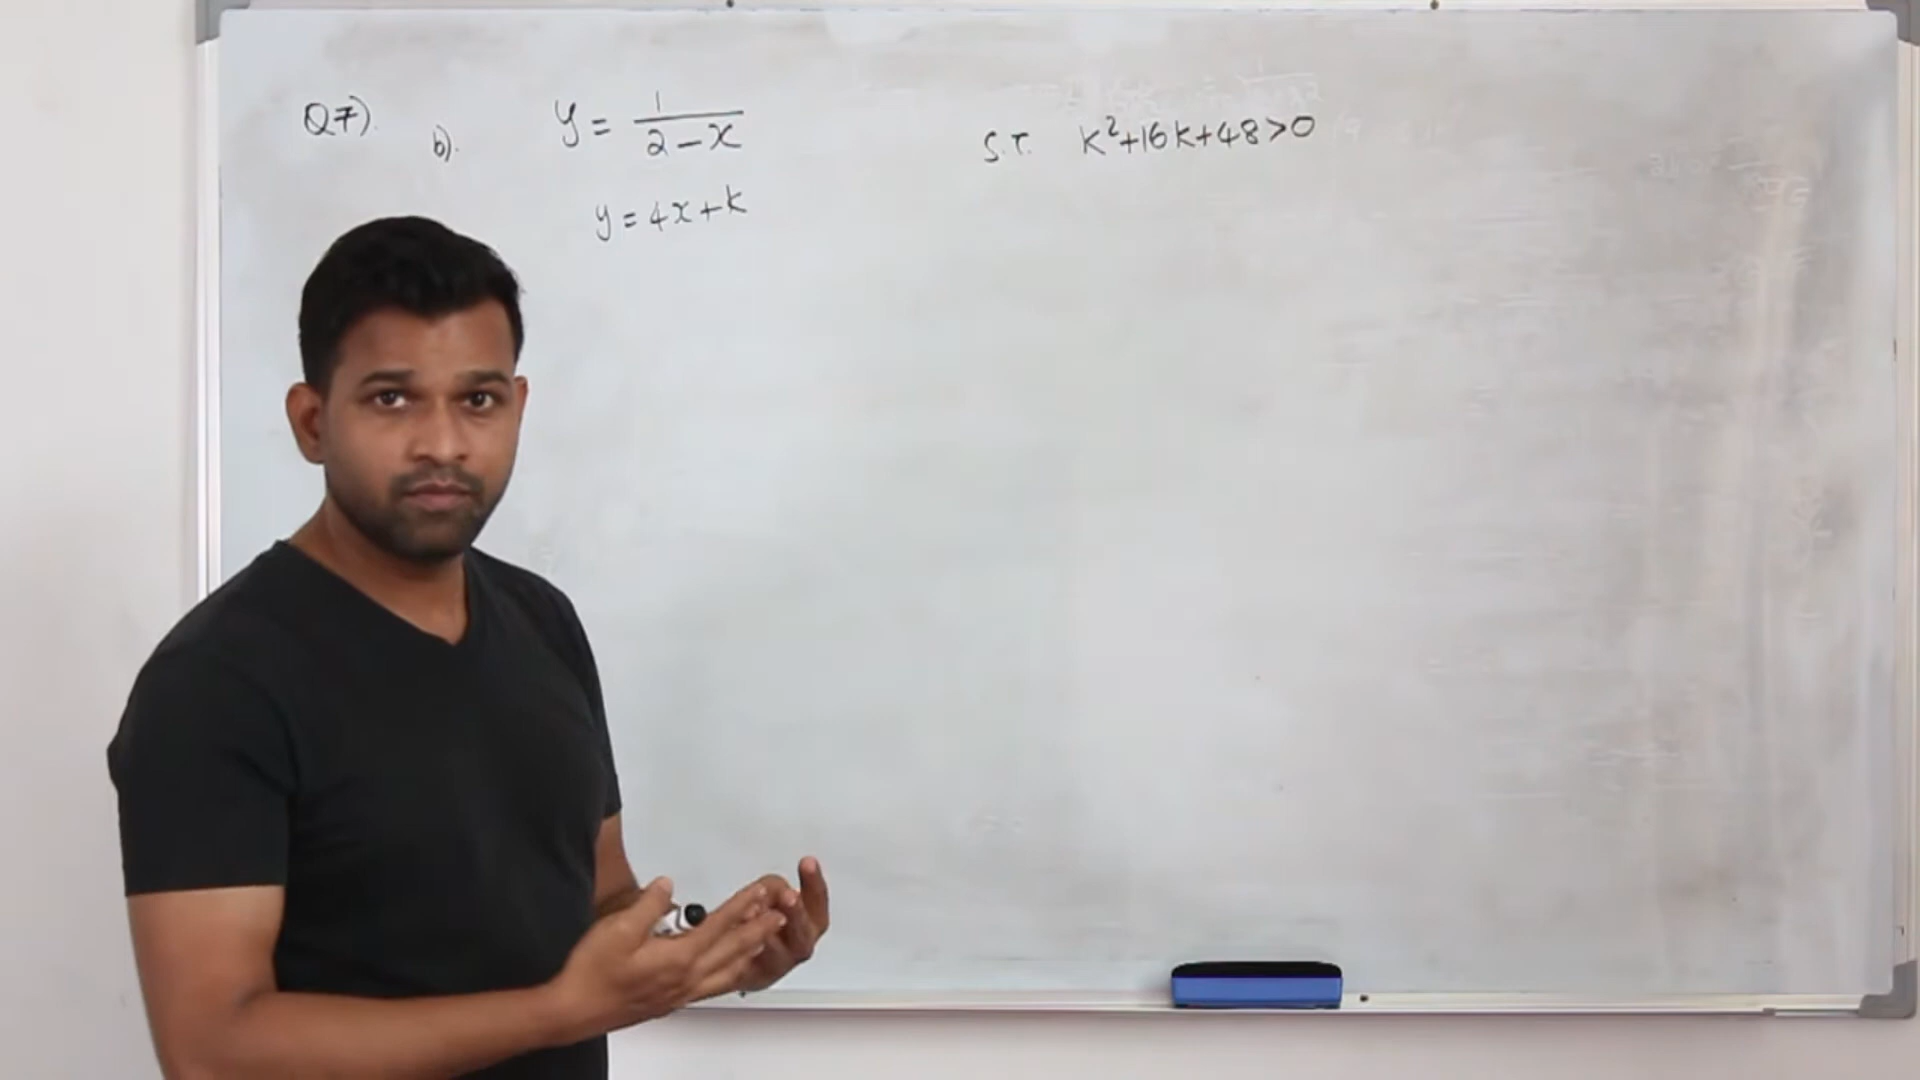 Q7).
b). y = 1/(2-x)
S.T. k²+16k+48>0
y = 4x+k